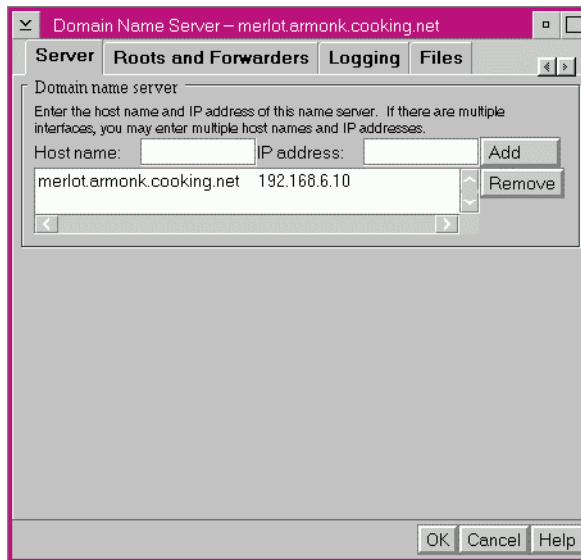 Domain Name Server – merlot.armonk.cooking.net
Server Roots and Forwarders Logging Files
Domain name server
Enter the host name and IP address of this name server. If there are multiple
interfaces, you may enter multiple host names and IP addresses.
Host name: IP address: Add
merlot.armonk.cooking.net 192.168.6.10 Remove
OK Cancel Help